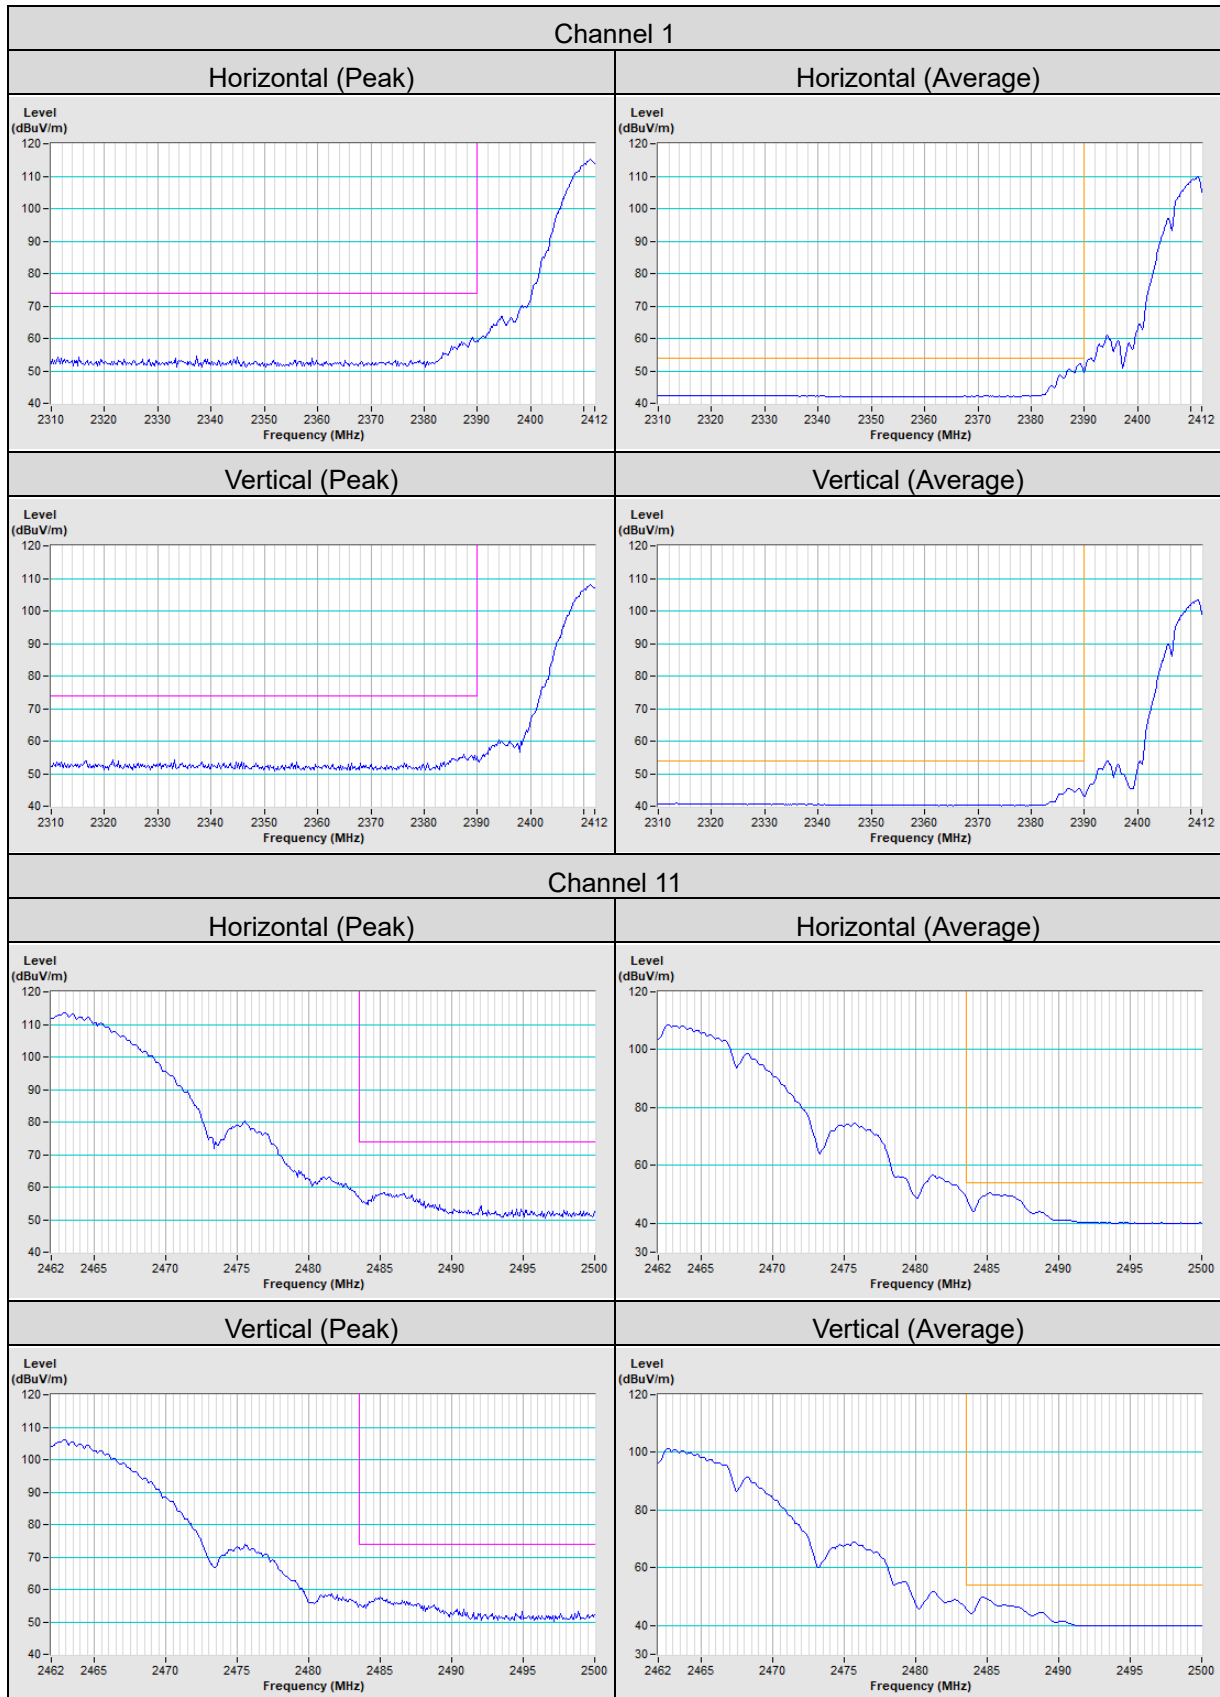 Channel 1
Horizontal (Peak)
Horizontal (Average)
Level
(dBuV/m)
120
110
100
90
80
70
60
50
40
2310 2320 2330 2340 2350 2360 2370 2380 2390 2400 2412
Frequency (MHz)
Level
(dBuV/m)
120
110
100
90
80
70
60
50
40
2310 2320 2330 2340 2350 2360 2370 2380 2390 2400 2412
Frequency (MHz)
Vertical (Peak)
Vertical (Average)
Level
(dBuV/m)
120
110
100
90
80
70
60
50
40
2310 2320 2330 2340 2350 2360 2370 2380 2390 2400 2412
Frequency (MHz)
Level
(dBuV/m)
120
110
100
90
80
70
60
50
40
2310 2320 2330 2340 2350 2360 2370 2380 2390 2400 2412
Frequency (MHz)
Channel 11
Horizontal (Peak)
Horizontal (Average)
Level
(dBuV/m)
120
110
100
90
80
70
60
50
40
2462 2465 2470 2475 2480 2485 2490 2495 2500
Frequency (MHz)
Level
(dBuV/m)
120
100
80
60
40
30
2462 2465 2470 2475 2480 2485 2490 2495 2500
Frequency (MHz)
Vertical (Peak)
Vertical (Average)
Level
(dBuV/m)
120
110
100
90
80
70
60
50
40
2462 2465 2470 2475 2480 2485 2490 2495 2500
Frequency (MHz)
Level
(dBuV/m)
120
100
80
60
40
30
2462 2465 2470 2475 2480 2485 2490 2495 2500
Frequency (MHz)